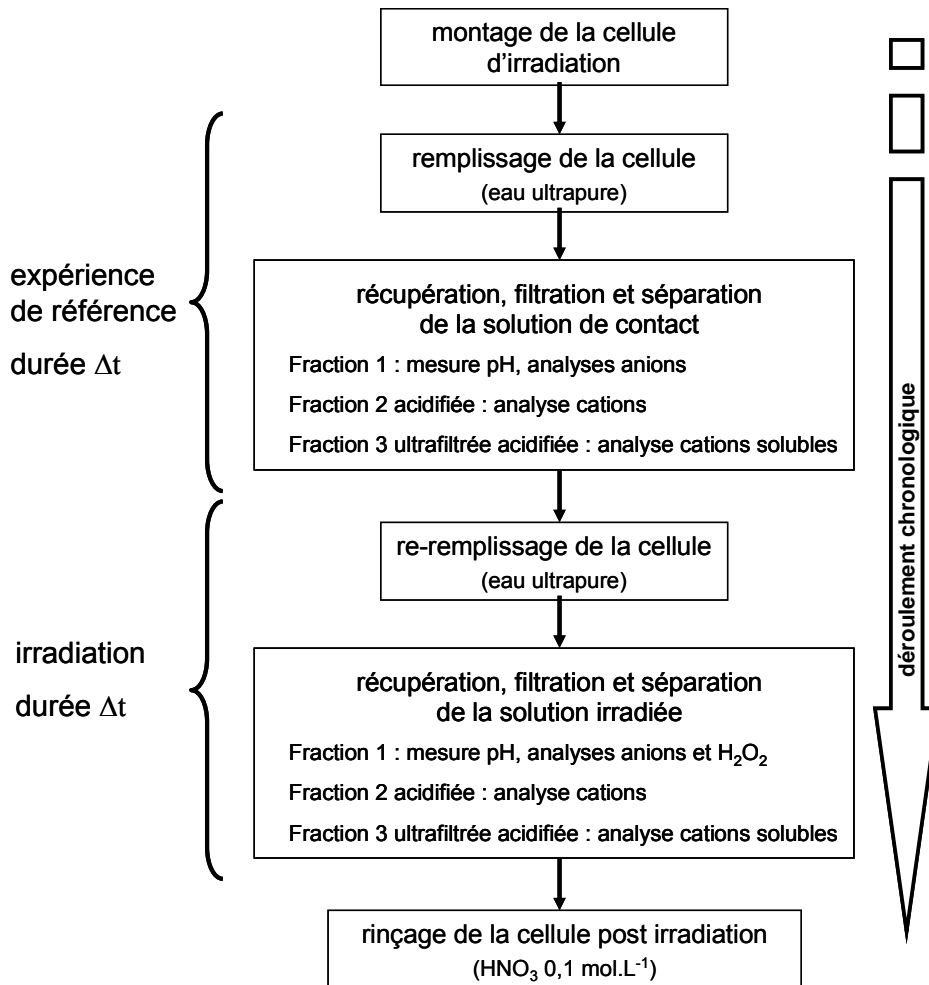 montage de la cellule
d'irradiation
remplissage de la cellule
(eau ultrapure)
expérience
de référence
durée Δt
récupération, filtration et séparation
de la solution de contact
Fraction 1 : mesure pH, analyses anions
Fraction 2 acidifiée : analyse cations
Fraction 3 ultrafiltrée acidifiée : analyse cations solubles
re-remplissage de la cellule
(eau ultrapure)
irradiation
durée Δt
récupération, filtration et séparation
de la solution irradiée
Fraction 1 : mesure pH, analyses anions et H₂O₂
Fraction 2 acidifiée : analyse cations
Fraction 3 ultrafiltrée acidifiée : analyse cations solubles
rinçage de la cellule post irradiation
(HNO₃ 0,1 mol.L⁻¹)
déroulement chronologique